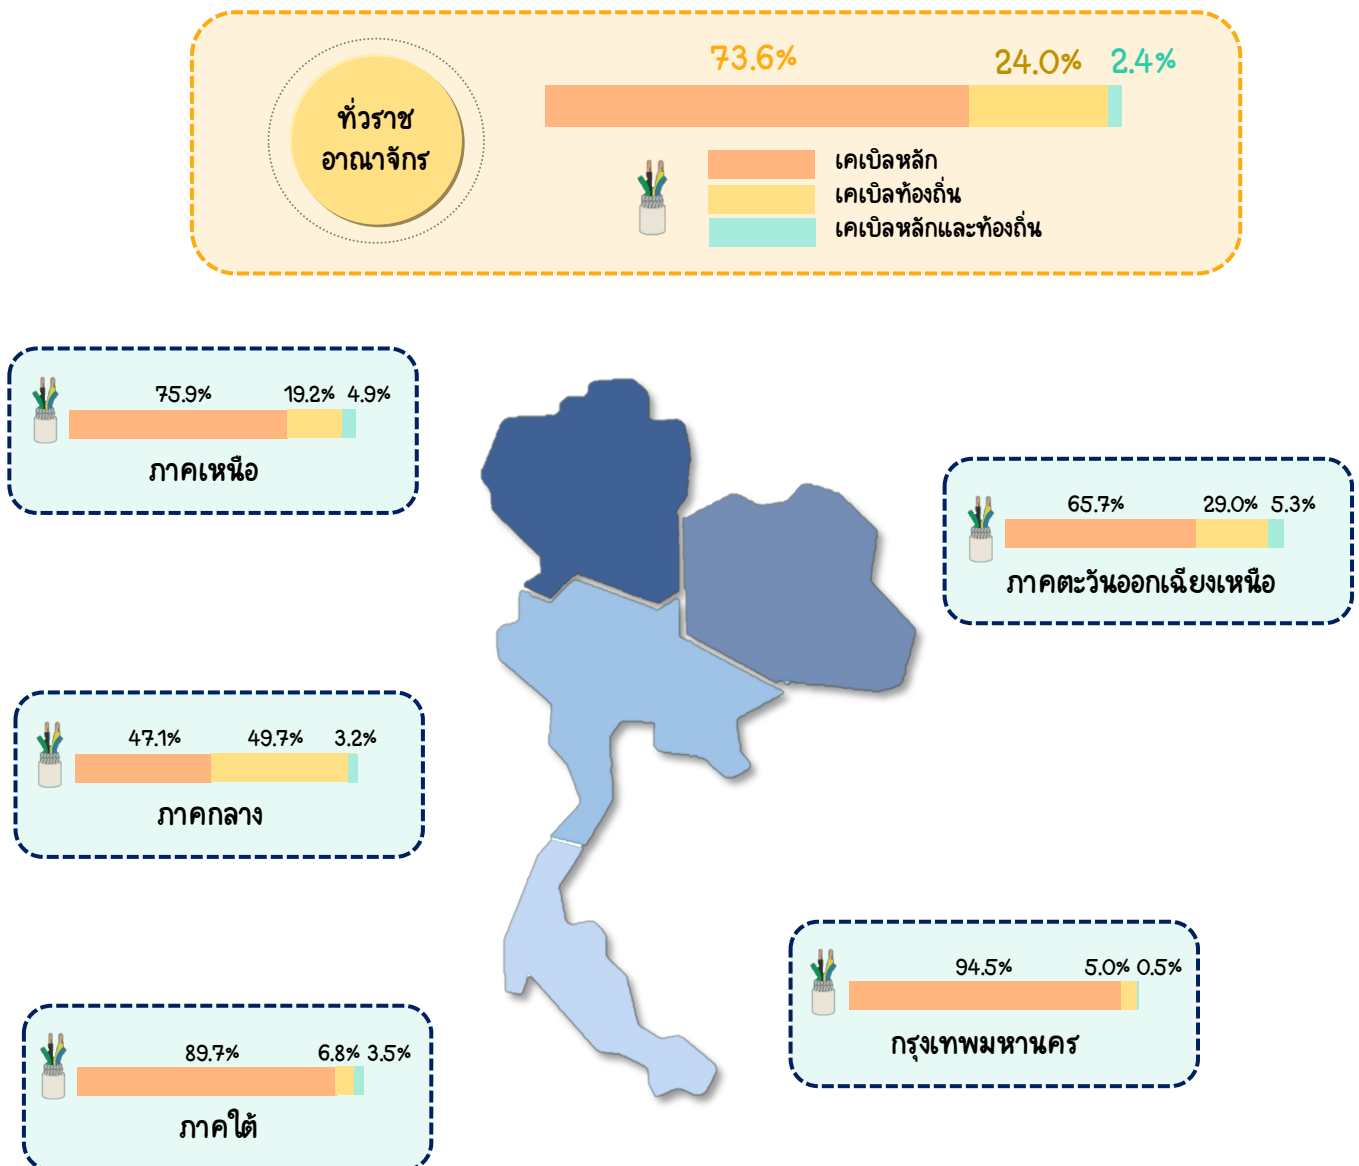 73.6% 24.0% 2.4%
ทั่วราช
อาณาจักร
เคเบิลหลัก
เคเบิลท้องถิ่น
เคเบิลหลักและท้องถิ่น
75.9% 19.2% 4.9%
ภาคเหนือ
65.7% 29.0% 5.3%
ภาคตะวันออกเฉียงเหนือ
47.1% 49.7% 3.2%
ภาคกลาง
94.5% 5.0% 0.5%
กรุงเทพมหานคร
89.7% 6.8% 3.5%
ภาคใต้